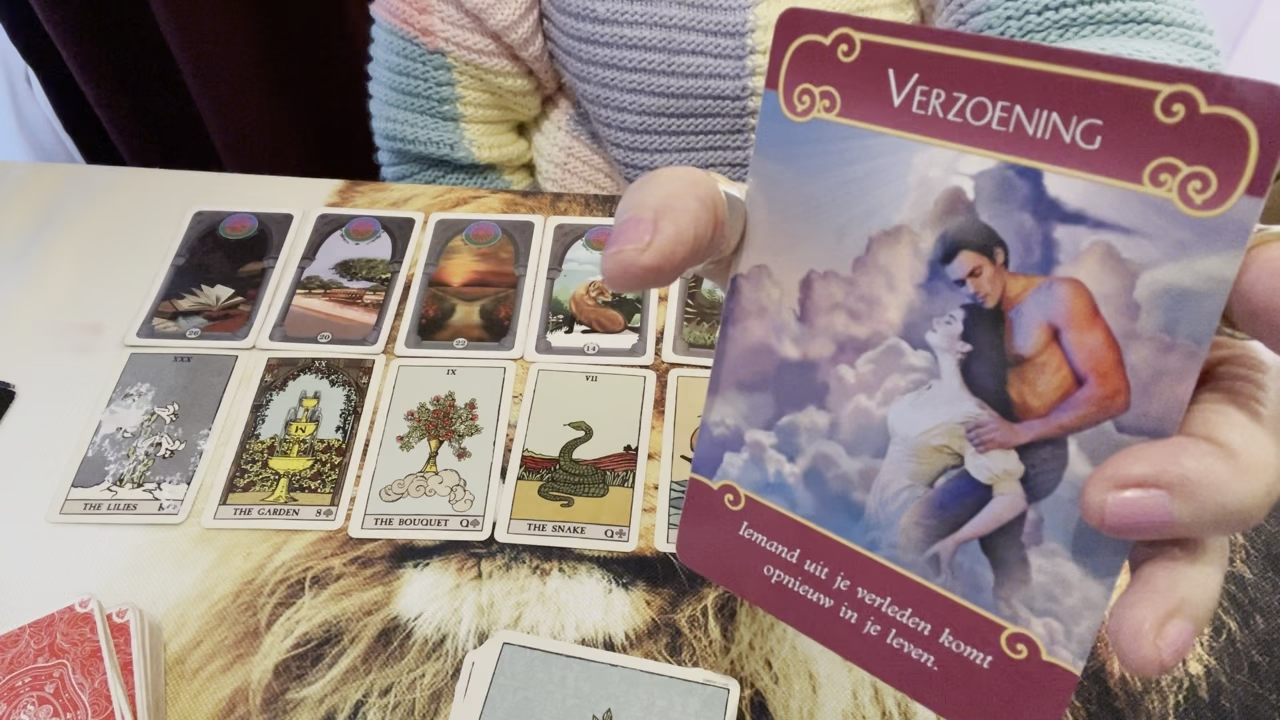 VERZOENING
Iemand uit je verleden komt
opnieuw in je leven.
20
22
14
XXX
THE LILIES
XX
THE GARDEN 8♠
IX
THE BOUQUET Q♠
VII
THE SNAKE Q♣